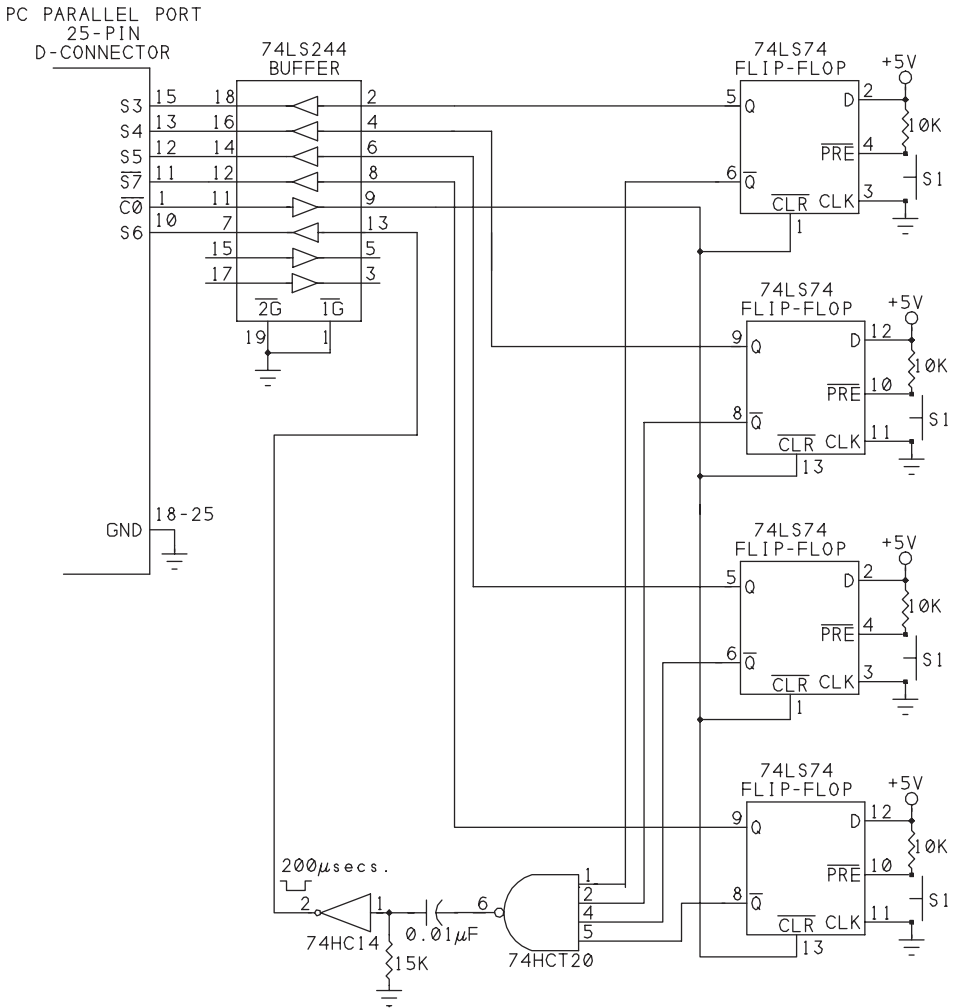 PC PARALLEL PORT
25-PIN
D-CONNECTOR
74LS244
BUFFER
S3 15 18 2
S4 13 16 4
S5 12 14 6
S7 11 12 8
C0 1 11 9
S6 10 7 13
15 5
17 3
2G 1G
19 1
GND 18-25
74LS74
FLIP-FLOP
+5V
5 Q D 2
10K
PRE 4
6 Q
S1
CLR CLK 3
1
74LS74
FLIP-FLOP
+5V
9 Q D 12
10K
PRE 10
8 Q
S1
CLR CLK 11
13
74LS74
FLIP-FLOP
+5V
5 Q D 2
10K
PRE 4
6 Q
S1
CLR CLK 3
1
74LS74
FLIP-FLOP
+5V
9 Q D 12
10K
PRE 10
8 Q
S1
CLR CLK 11
13
200µsecs.
2 1
74HC14
0.01µF
15K
6
1
2
4
5
74HCT20